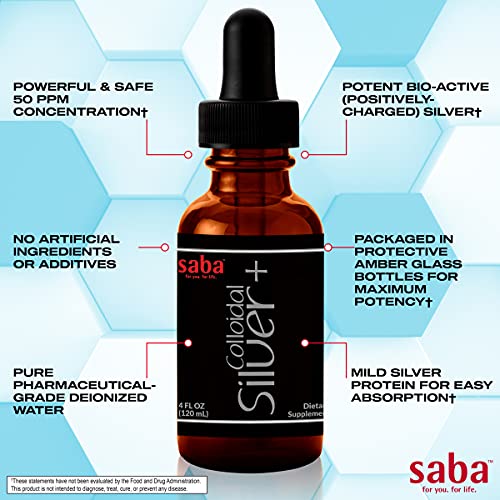 POWERFUL & SAFE
50 PPM
CONCENTRATION†
POTENT BIO-ACTIVE
(POSITIVELY-
CHARGED) SILVER†
NO ARTIFICIAL
INGREDIENTS
OR ADDITIVES
PACKAGED IN
PROTECTIVE
AMBER GLASS
BOTTLES FOR
MAXIMUM
POTENCY†
PURE
PHARMACEUTICAL-
GRADE DEIONIZED
WATER
MILD SILVER
PROTEIN FOR EASY
ABSORPTION†
saba™
for you. for life.
Colloidal
Silver +
4 FL OZ
(120 mL)
Dieta
Supplemen
†These statements have not been evaluated by the Food and Drug Administration.
This product is not intended to diagnose, treat, cure, or prevent any disease.
saba™
for you. for life.